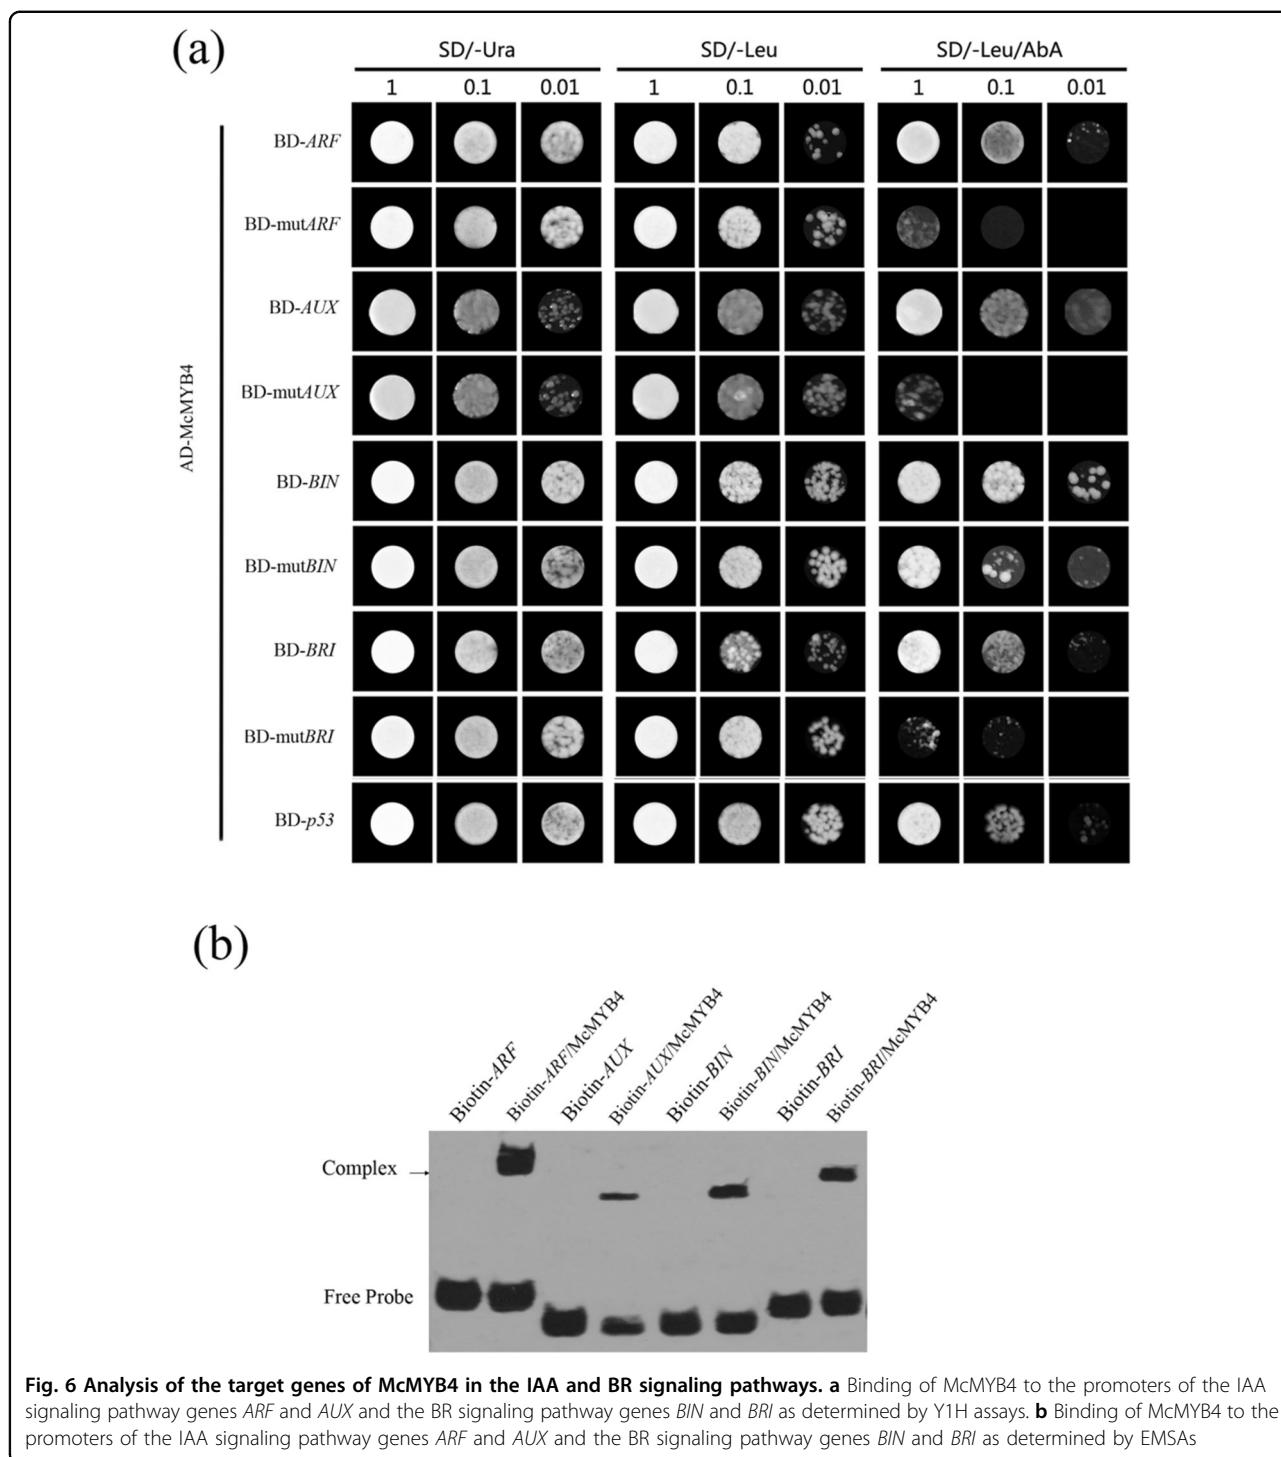 (a)
SD/-Ura SD/-Leu SD/-Leu/AbA
1 0.1 0.01 1 0.1 0.01 1 0.1 0.01
AD-McMYB4
BD-ARF
BD-mutARF
BD-AUX
BD-mutAUX
BD-BIN
BD-mutBIN
BD-BRI
BD-mutBRI
BD-p53
(b)
Biotin-ARF
Biotin-ARF/McMYB4
Biotin-AUX
Biotin-AUX/McMYB4
Biotin-BIN
Biotin-BIN/McMYB4
Biotin-BRI
Biotin-BRI/McMYB4
Complex
Free Probe
Fig. 6 Analysis of the target genes of McMYB4 in the IAA and BR signaling pathways. a Binding of McMYB4 to the promoters of the IAA
signaling pathway genes ARF and AUX and the BR signaling pathway genes BIN and BRI as determined by Y1H assays. b Binding of McMYB4 to the
promoters of the IAA signaling pathway genes ARF and AUX and the BR signaling pathway genes BIN and BRI as determined by EMSAs